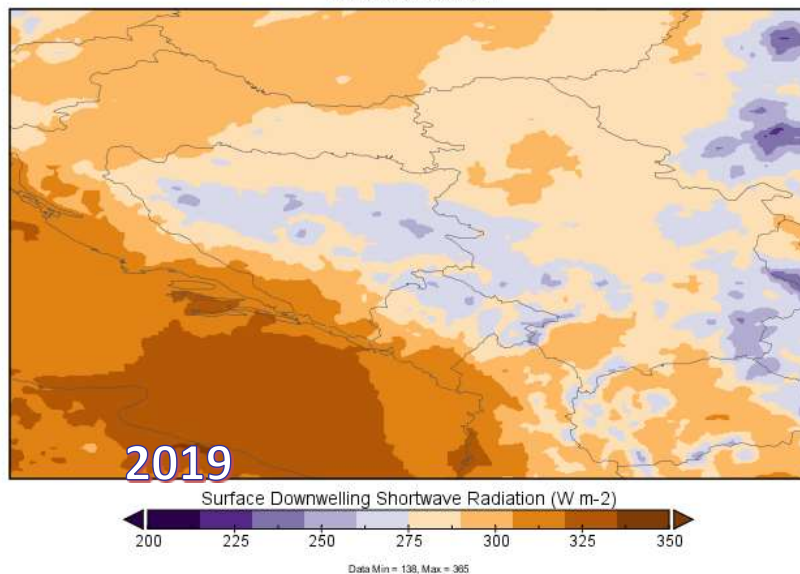 2019
Surface Downwelling Shortwave Radiation (W m-2)
200 225 250 275 300 325 350
Data Min = 138, Max = 365